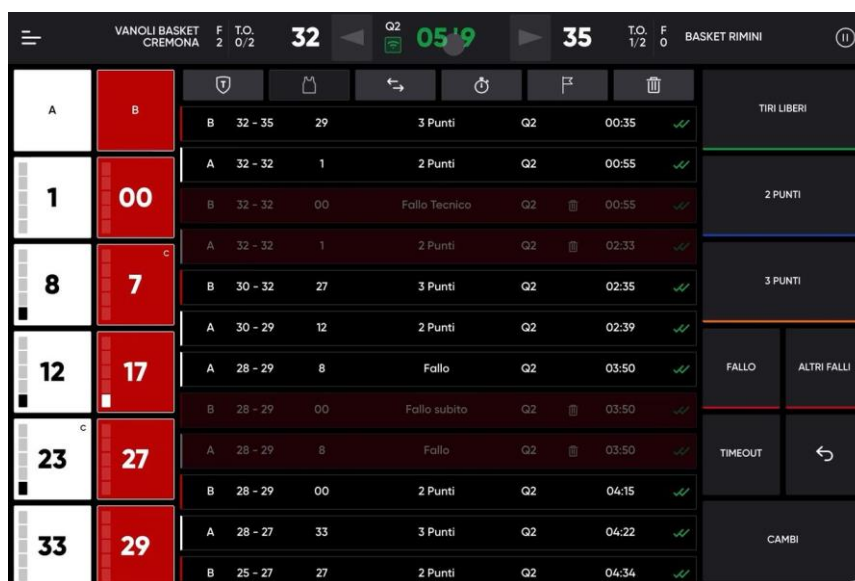 VANOLI BASKET CREMONA F 2 T.O. 0/2 32 Q2 35 T.O. 1/2 F 0 BASKET RIMINI
A B
1 00
8 C 7
12 17
C 23 27
33 29
T
B 32 - 35 29 3 Punti Q2 00:35
A 32 - 32 1 2 Punti Q2 00:55
B 32 - 32 00 Fallo Tecnico Q2 00:55
A 32 - 32 1 2 Punti Q2 02:33
B 30 - 32 27 3 Punti Q2 02:35
A 30 - 29 12 2 Punti Q2 02:39
A 28 - 29 8 Fallo Q2 03:50
B 28 - 29 00 Fallo subito Q2 03:50
A 28 - 29 8 Fallo Q2 03:50
B 28 - 29 00 2 Punti Q2 04:15
A 28 - 27 33 3 Punti Q2 04:22
B 25 - 27 27 2 Punti Q2 04:34
TIRI LIBERI
2 PUNTI
3 PUNTI
FALLO ALTRI FALLI
TIMEOUT
CAMBI